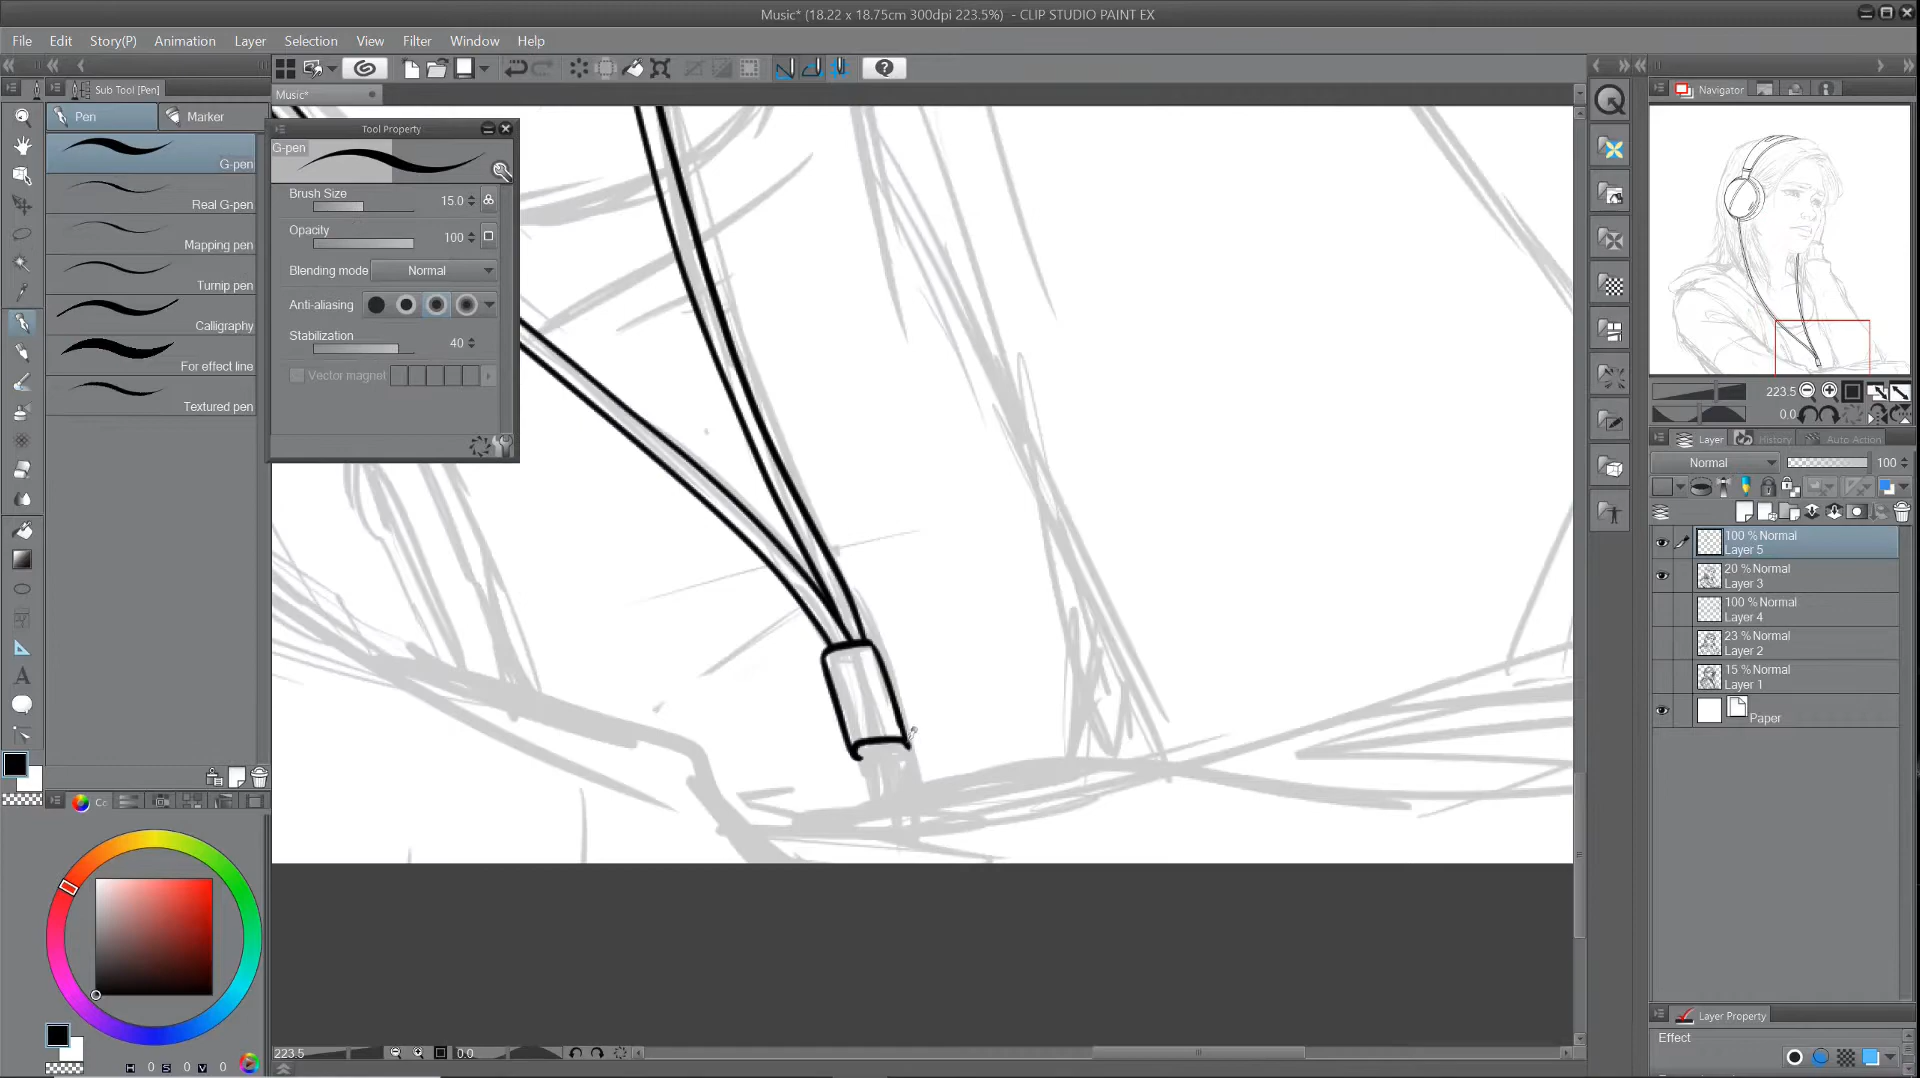 Music* (18.22 x 18.75cm 300dpi 223.5%) - CLIP STUDIO PAINT EX
File Edit Story(P) Animation Layer Selection View Filter Window Help
Sub Tool [Pen]
Music*
Navigator
Pen
Marker
Tool Property
G-pen
G-pen
Real G-pen
Mapping pen
Turnip pen
Calligraphy
For effect line
Textured pen
Brush Size 15.0
Opacity 100
Blending mode Normal
Anti-aliasing
Stabilization 40
Vector magnet
223.5
0.0
Layer History Auto Action
Normal 100
100 % Normal
Layer 5
20 % Normal
Layer 3
100 % Normal
Layer 4
23 % Normal
Layer 2
15 % Normal
Layer 1
Paper
Cc
Layer Property
Effect
223.5 0.0
H 0 S 0 V 0